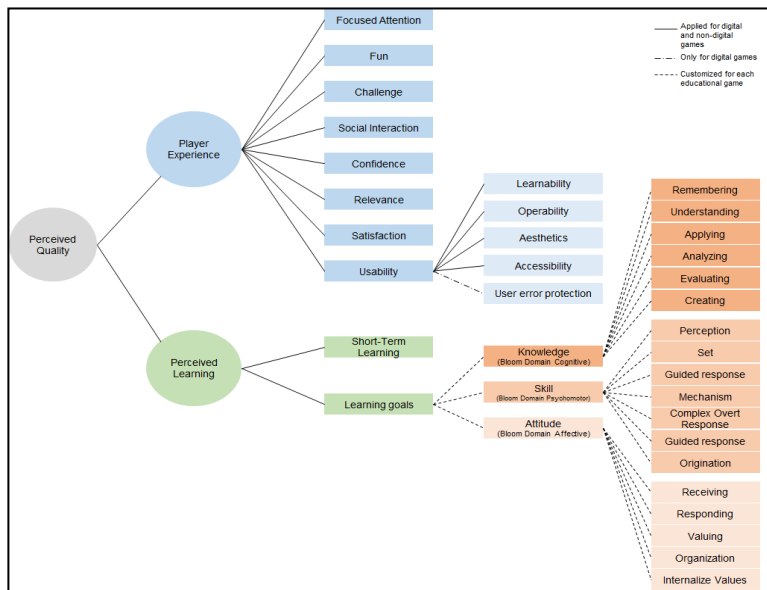 Focused Attention
Fun
Challenge
Social Interaction
Confidence
Relevance
Satisfaction
Usability
Player
Experience
Perceived
Quality
Perceived
Learning
Short-Term
Learning
Learning goals
Learnability
Operability
Aesthetics
Accessibility
User error protection
Knowledge
(Bloom Domain Cognitive)
Skill
(Bloom Domain Psychomotor)
Attitude
(Bloom Domain Affective)
Applied for digital
and non-digital
games
Only for digital games
Customized for each
educational game
Remembering
Understanding
Applying
Analyzing
Evaluating
Creating
Perception
Set
Guided response
Mechanism
Complex Overt
Response
Guided response
Origination
Receiving
Responding
Valuing
Organization
Internalize Values